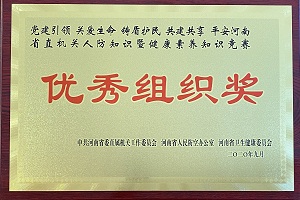 党建引领 关爱生命 铸盾护民 共建共享 平安河南
省直机关人防知识暨健康素养知识竞赛
优秀组织奖
中共河南省委直属机关工作委员会 河南省人民防空办公室 河南省卫生健康委员会
二〇二〇年九月